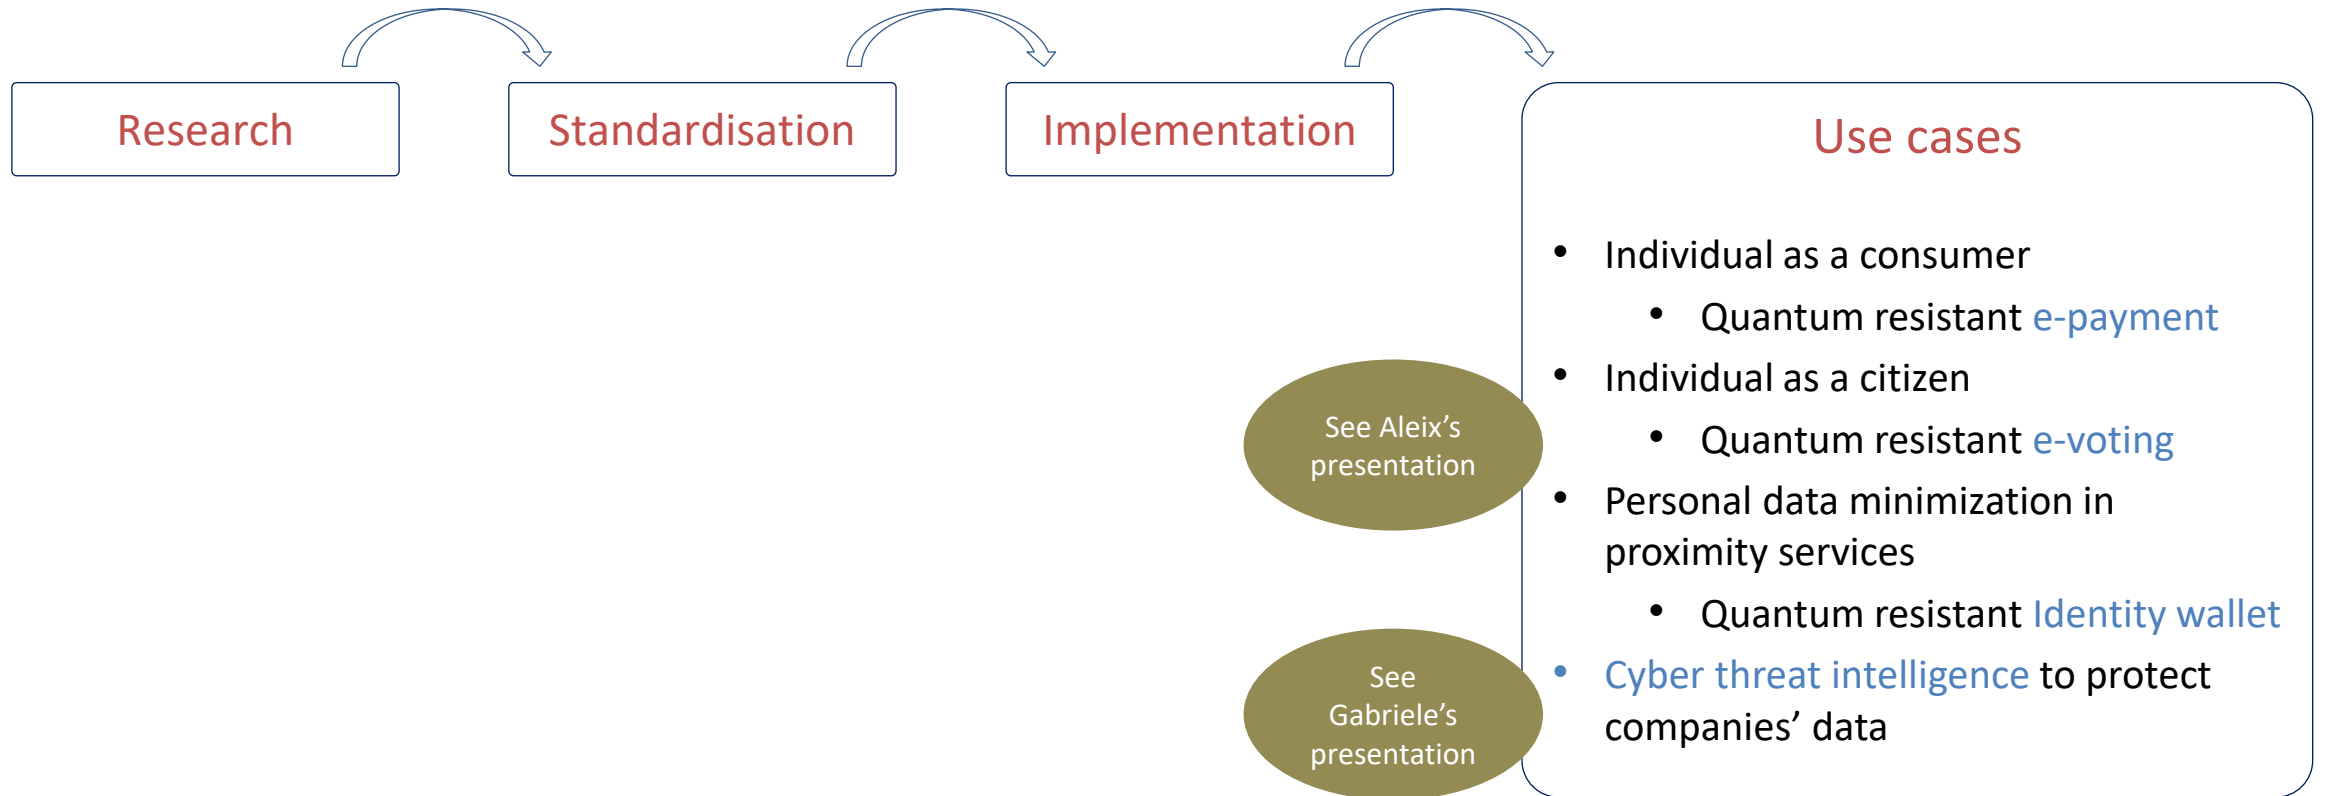 Research
Standardisation
Implementation
Use cases
• Individual as a consumer
• Quantum resistant e-payment
• Individual as a citizen
• Quantum resistant e-voting
• Personal data minimization in
proximity services
• Quantum resistant Identity wallet
• Cyber threat intelligence to protect
companies’ data
See Aleix’s
presentation
See
Gabriele’s
presentation